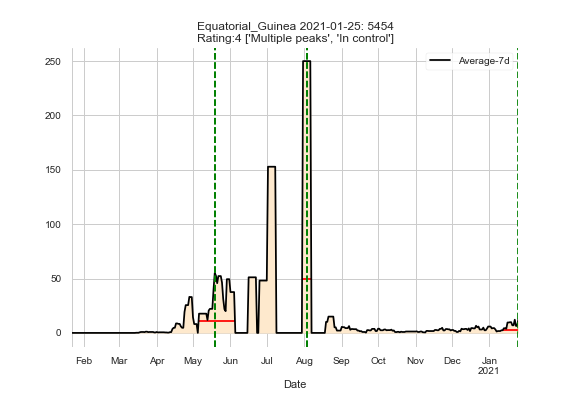 Equatorial_Guinea 2021-01-25: 5454
Rating:4 ['Multiple peaks', 'In control']
Average-7d
250
200
150
100
50
0
Feb Mar Apr May Jun Jul Aug Sep Oct Nov Dec Jan
2021
Date